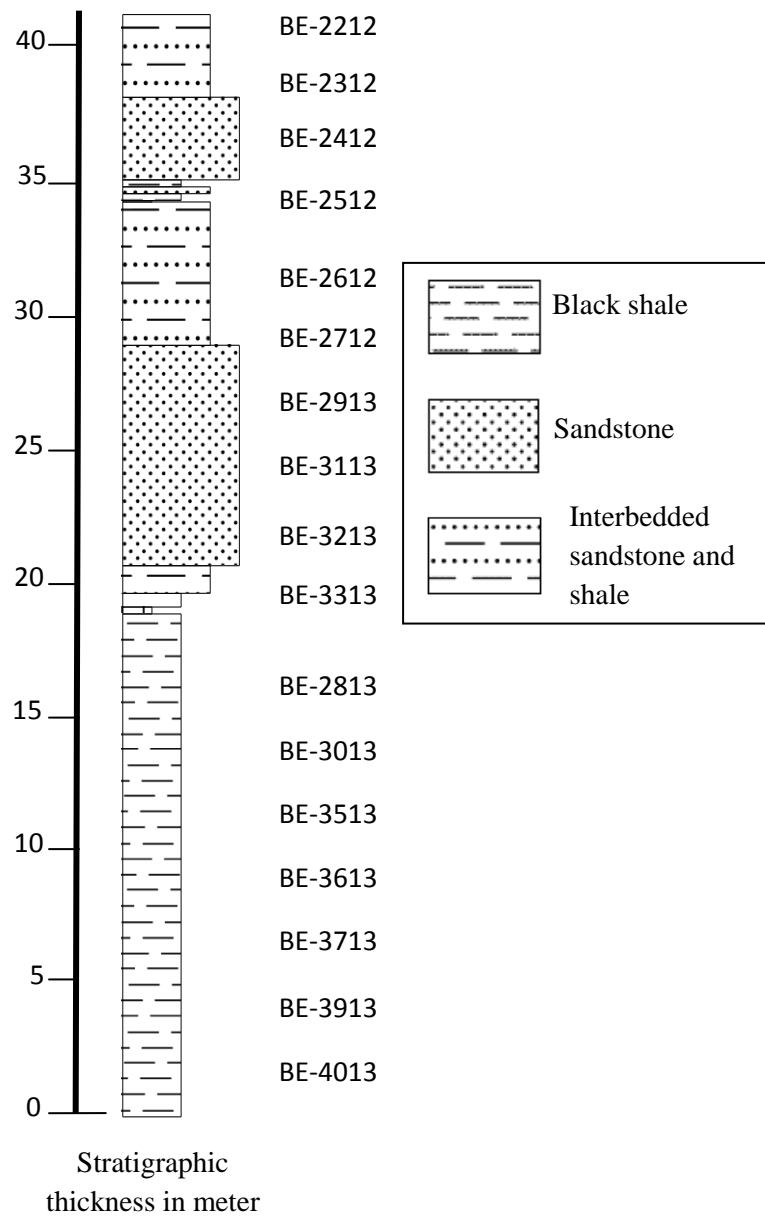 40
35
30
25
20
15
10
5
0
BE-2212
BE-2312
BE-2412
BE-2512
BE-2612
BE-2712
BE-2913
BE-3113
BE-3213
BE-3313
BE-2813
BE-3013
BE-3513
BE-3613
BE-3713
BE-3913
BE-4013
Black shale
Sandstone
Interbedded
sandstone and
shale
Stratigraphic
thickness in meter